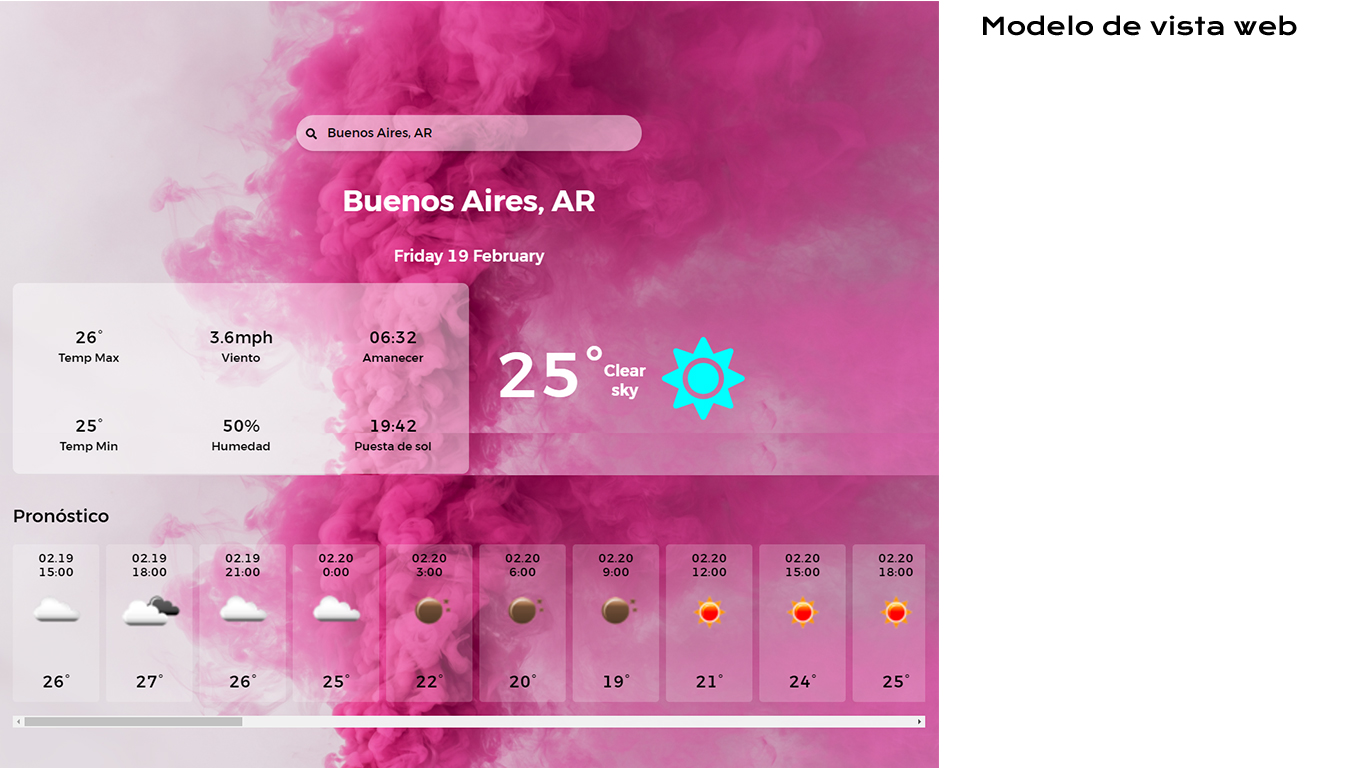 Modelo de vista web
Buenos Aires, AR
Buenos Aires, AR
Friday 19 February
26°
Temp Max
3.6mph
Viento
06:32
Amanecer
25°
Temp Min
50%
Humedad
19:42
Puesta de sol
25°
Clear
sky
Pronóstico
02.19
15:00
26°
02.19
18:00
27°
02.19
21:00
26°
02.20
0:00
25°
02.20
3:00
22°
02.20
6:00
20°
02.20
9:00
19°
02.20
12:00
21°
02.20
15:00
24°
02.20
18:00
25°